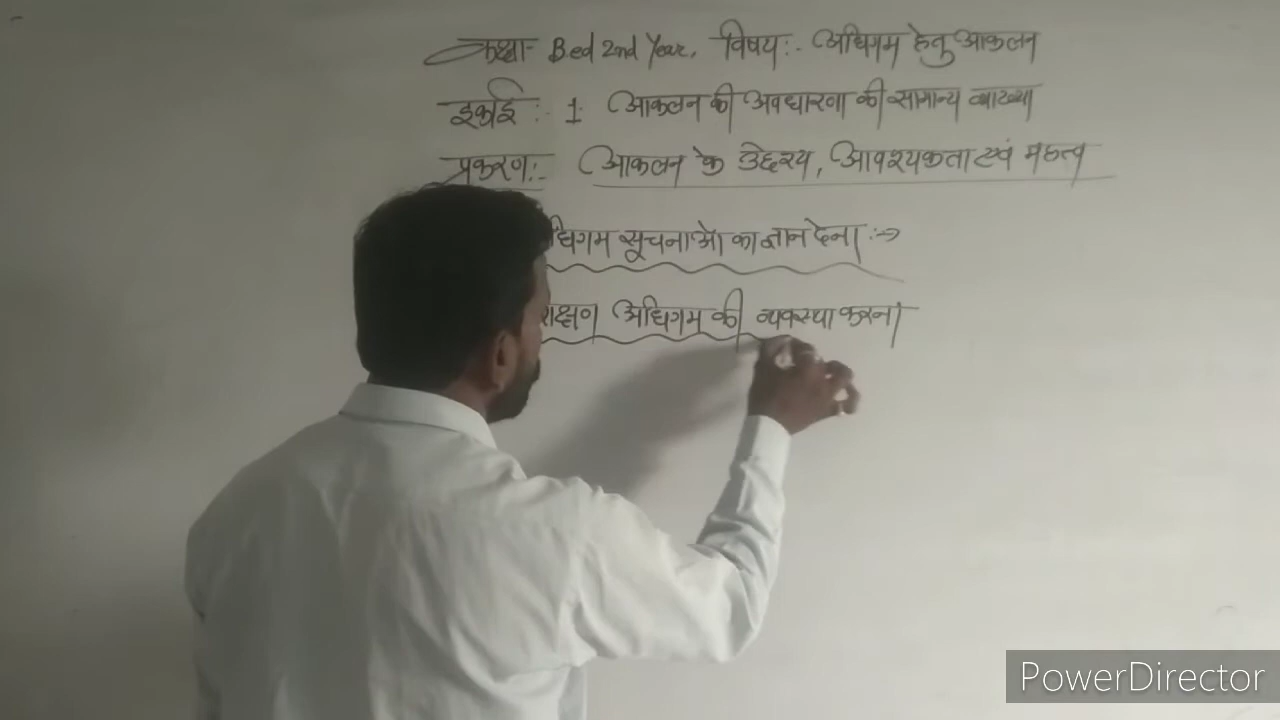 कक्षा- Bed 2nd Year, विषय:- अधिगम हेतु आकलन
इकाई :- 1 आकलन की अवधारणा की सामान्य व्याख्या
प्रकरण:- आकलन के उद्देश्य, आवश्यकता एवं महत्व
धिगम सूचनाओ का ज्ञान देना :->
अधिगम की व्यवस्था करना
PowerDirector